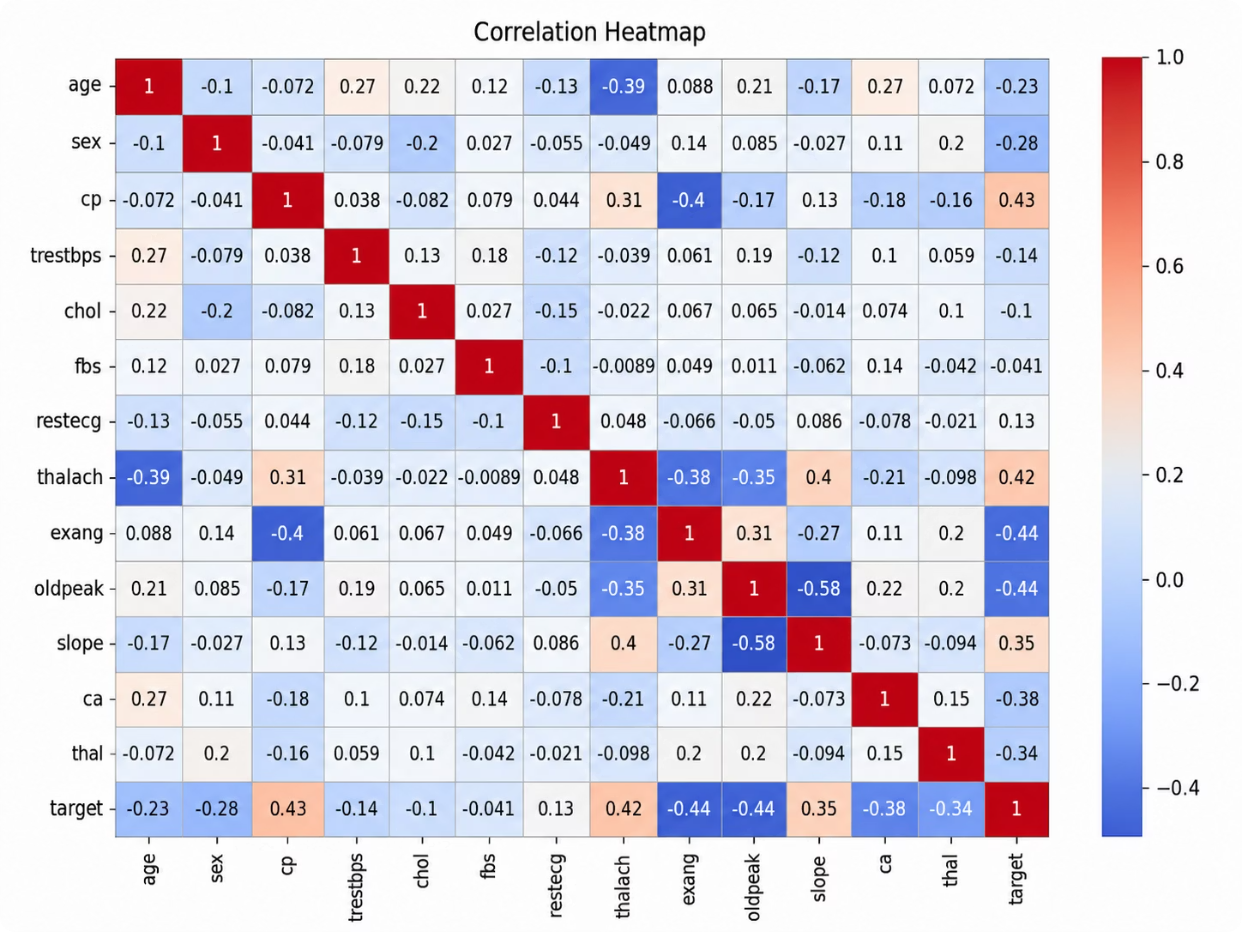 Correlation Heatmap
age 1 -0.1 -0.072 0.27 0.22 0.12 -0.13 -0.39 0.088 0.21 -0.17 0.27 0.072 -0.23
sex -0.1 1 -0.041 -0.079 -0.2 0.027 -0.055 -0.049 0.14 0.085 -0.027 0.11 0.2 -0.28
cp -0.072 -0.041 1 0.038 -0.082 0.079 0.044 0.31 -0.4 -0.17 0.13 -0.18 -0.16 0.43
trestbps 0.27 -0.079 0.038 1 0.13 0.18 -0.12 -0.039 0.061 0.19 -0.12 0.1 0.059 -0.14
chol 0.22 -0.2 -0.082 0.13 1 0.027 -0.15 -0.022 0.067 0.065 -0.014 0.074 0.1 -0.1
fbs 0.12 0.027 0.079 0.18 0.027 1 -0.1 -0.0089 0.049 0.011 -0.062 0.14 -0.042 -0.041
restecg -0.13 -0.055 0.044 -0.12 -0.15 -0.1 1 0.048 -0.066 -0.05 0.086 -0.078 -0.021 0.13
thalach -0.39 -0.049 0.31 -0.039 -0.022 -0.0089 0.048 1 -0.38 -0.35 0.4 -0.21 -0.098 0.42
exang 0.088 0.14 -0.4 0.061 0.067 0.049 -0.066 -0.38 1 0.31 -0.27 0.11 0.2 -0.44
oldpeak 0.21 0.085 -0.17 0.19 0.065 0.011 -0.05 -0.35 0.31 1 -0.58 0.22 0.2 -0.44
slope -0.17 -0.027 0.13 -0.12 -0.014 -0.062 0.086 0.4 -0.27 -0.58 1 -0.073 -0.094 0.35
ca 0.27 0.11 -0.18 0.1 0.074 0.14 -0.078 -0.21 0.11 0.22 -0.073 1 0.15 -0.38
thal -0.072 0.2 -0.16 0.059 0.1 -0.042 -0.021 -0.098 0.2 0.2 -0.094 0.15 1 -0.34
target -0.23 -0.28 0.43 -0.14 -0.1 -0.041 0.13 0.42 -0.44 -0.44 0.35 -0.38 -0.34 1
age sex cp trestbps chol fbs restecg thalach exang oldpeak slope ca thal target
1.0
0.8
0.6
0.4
0.2
0.0
−0.2
−0.4